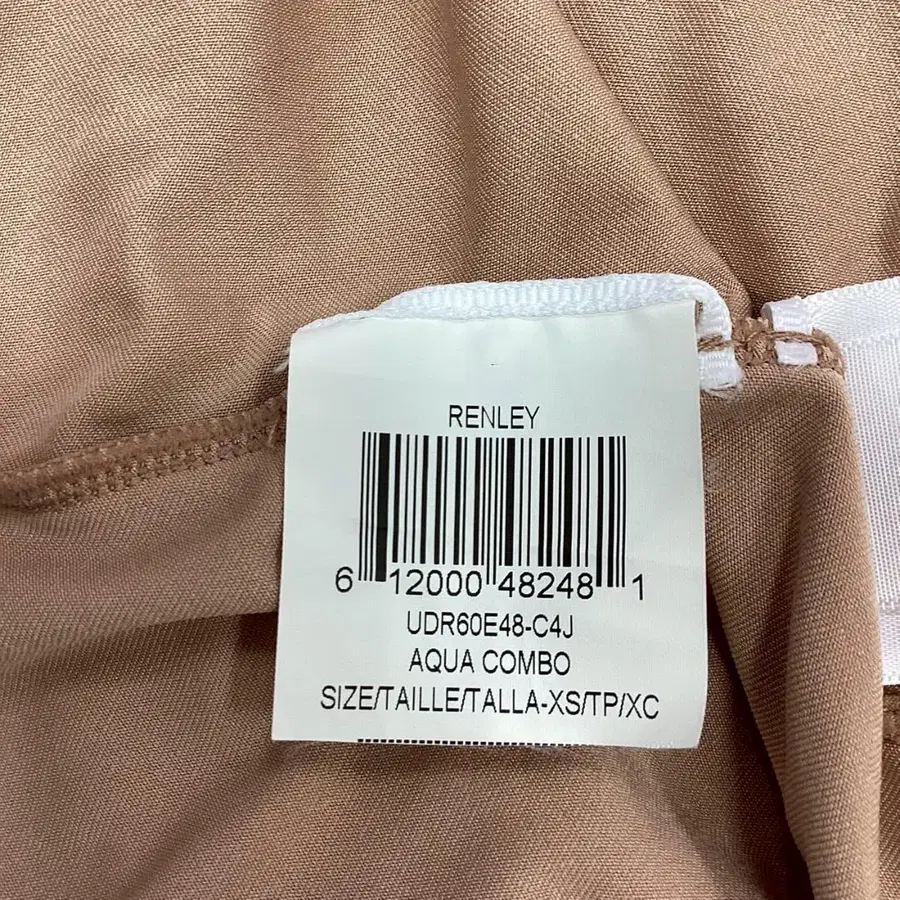 RENLEY
6 12000 48248 1
UDR60E48-C4J
AQUA COMBO
SIZE/TAILLE/TALLA-XS/TP/XC